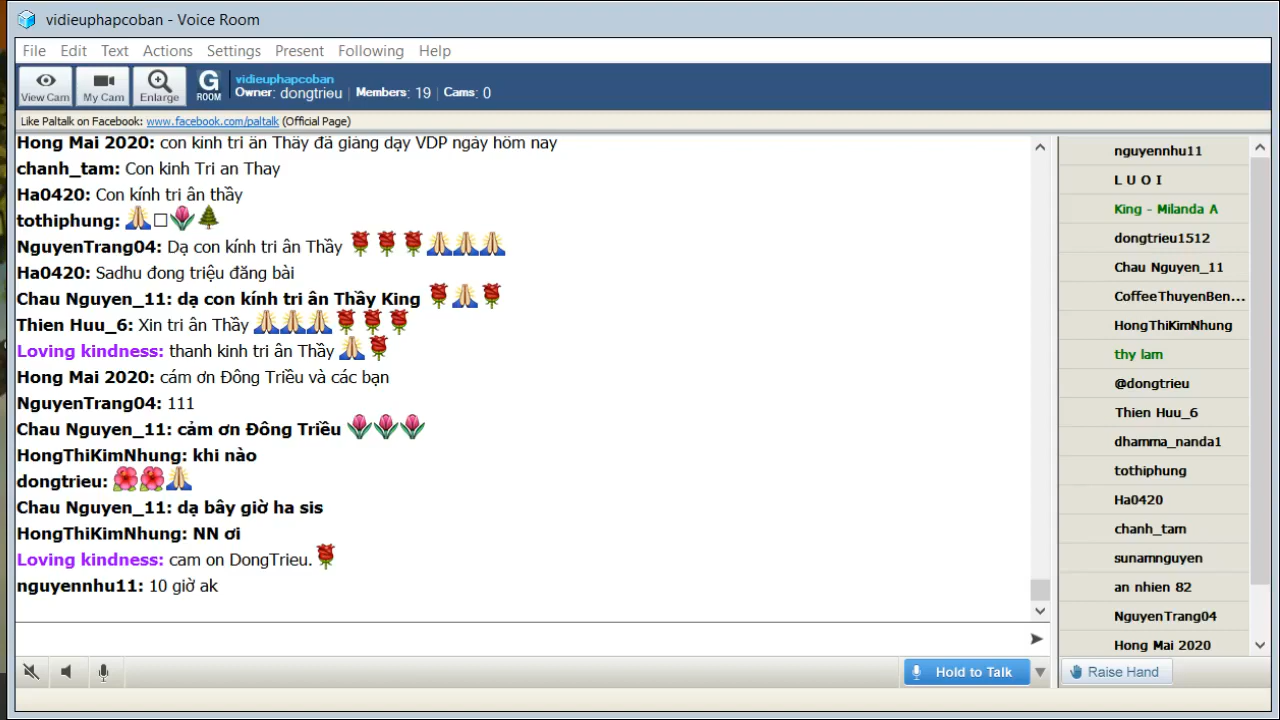 vidieuphapcoban - Voice Room
File Edit Text Actions Settings Present Following Help
View Cam My Cam Enlarge G ROOM
vidieuphapcoban
Owner: dongtrieu | Members: 19 | Cams: 0
Like Paltalk on Facebook: www.facebook.com/paltalk (Official Page)
Hong Mai 2020: con kinh tri ân Thầy đã giảng dạy VDP ngày hôm nay
chanh_tam: Con kinh Tri an Thay
Ha0420: Con kính tri ân thầy
tothiphung: 🙏□🌷🌲
NguyenTrang04: Dạ con kính tri ân Thầy 🌹🌹🌹🙏🙏🙏
Ha0420: Sadhu đong triệu đăng bài
Chau Nguyen_11: dạ con kính tri ân Thầy King 🌹🙏🌹
Thien Huu_6: Xin tri ân Thầy 🙏🙏🙏🌹🌹🌹
Loving kindness: thanh kinh tri ân Thầy 🙏🌹
Hong Mai 2020: cám ơn Đông Triều và các bạn
NguyenTrang04: 111
Chau Nguyen_11: cảm ơn Đông Triều 🌷🌷🌷
HongThiKimNhung: khi nào
dongtrieu: 🌺🌺🙏
Chau Nguyen_11: dạ bây giờ ha sis
HongThiKimNhung: NN ơi
Loving kindness: cam on DongTrieu. 🌹
nguyennhu11: 10 giờ ak
nguyennhu11
L U O I
King - Milanda A
dongtrieu1512
Chau Nguyen_11
CoffeeThuyenBen...
HongThiKimNhung
thy lam
@dongtrieu
Thien Huu_6
dhamma_nanda1
tothiphung
Ha0420
chanh_tam
sunamnguyen
an nhien 82
NguyenTrang04
Hong Mai 2020
Hold to Talk
Raise Hand